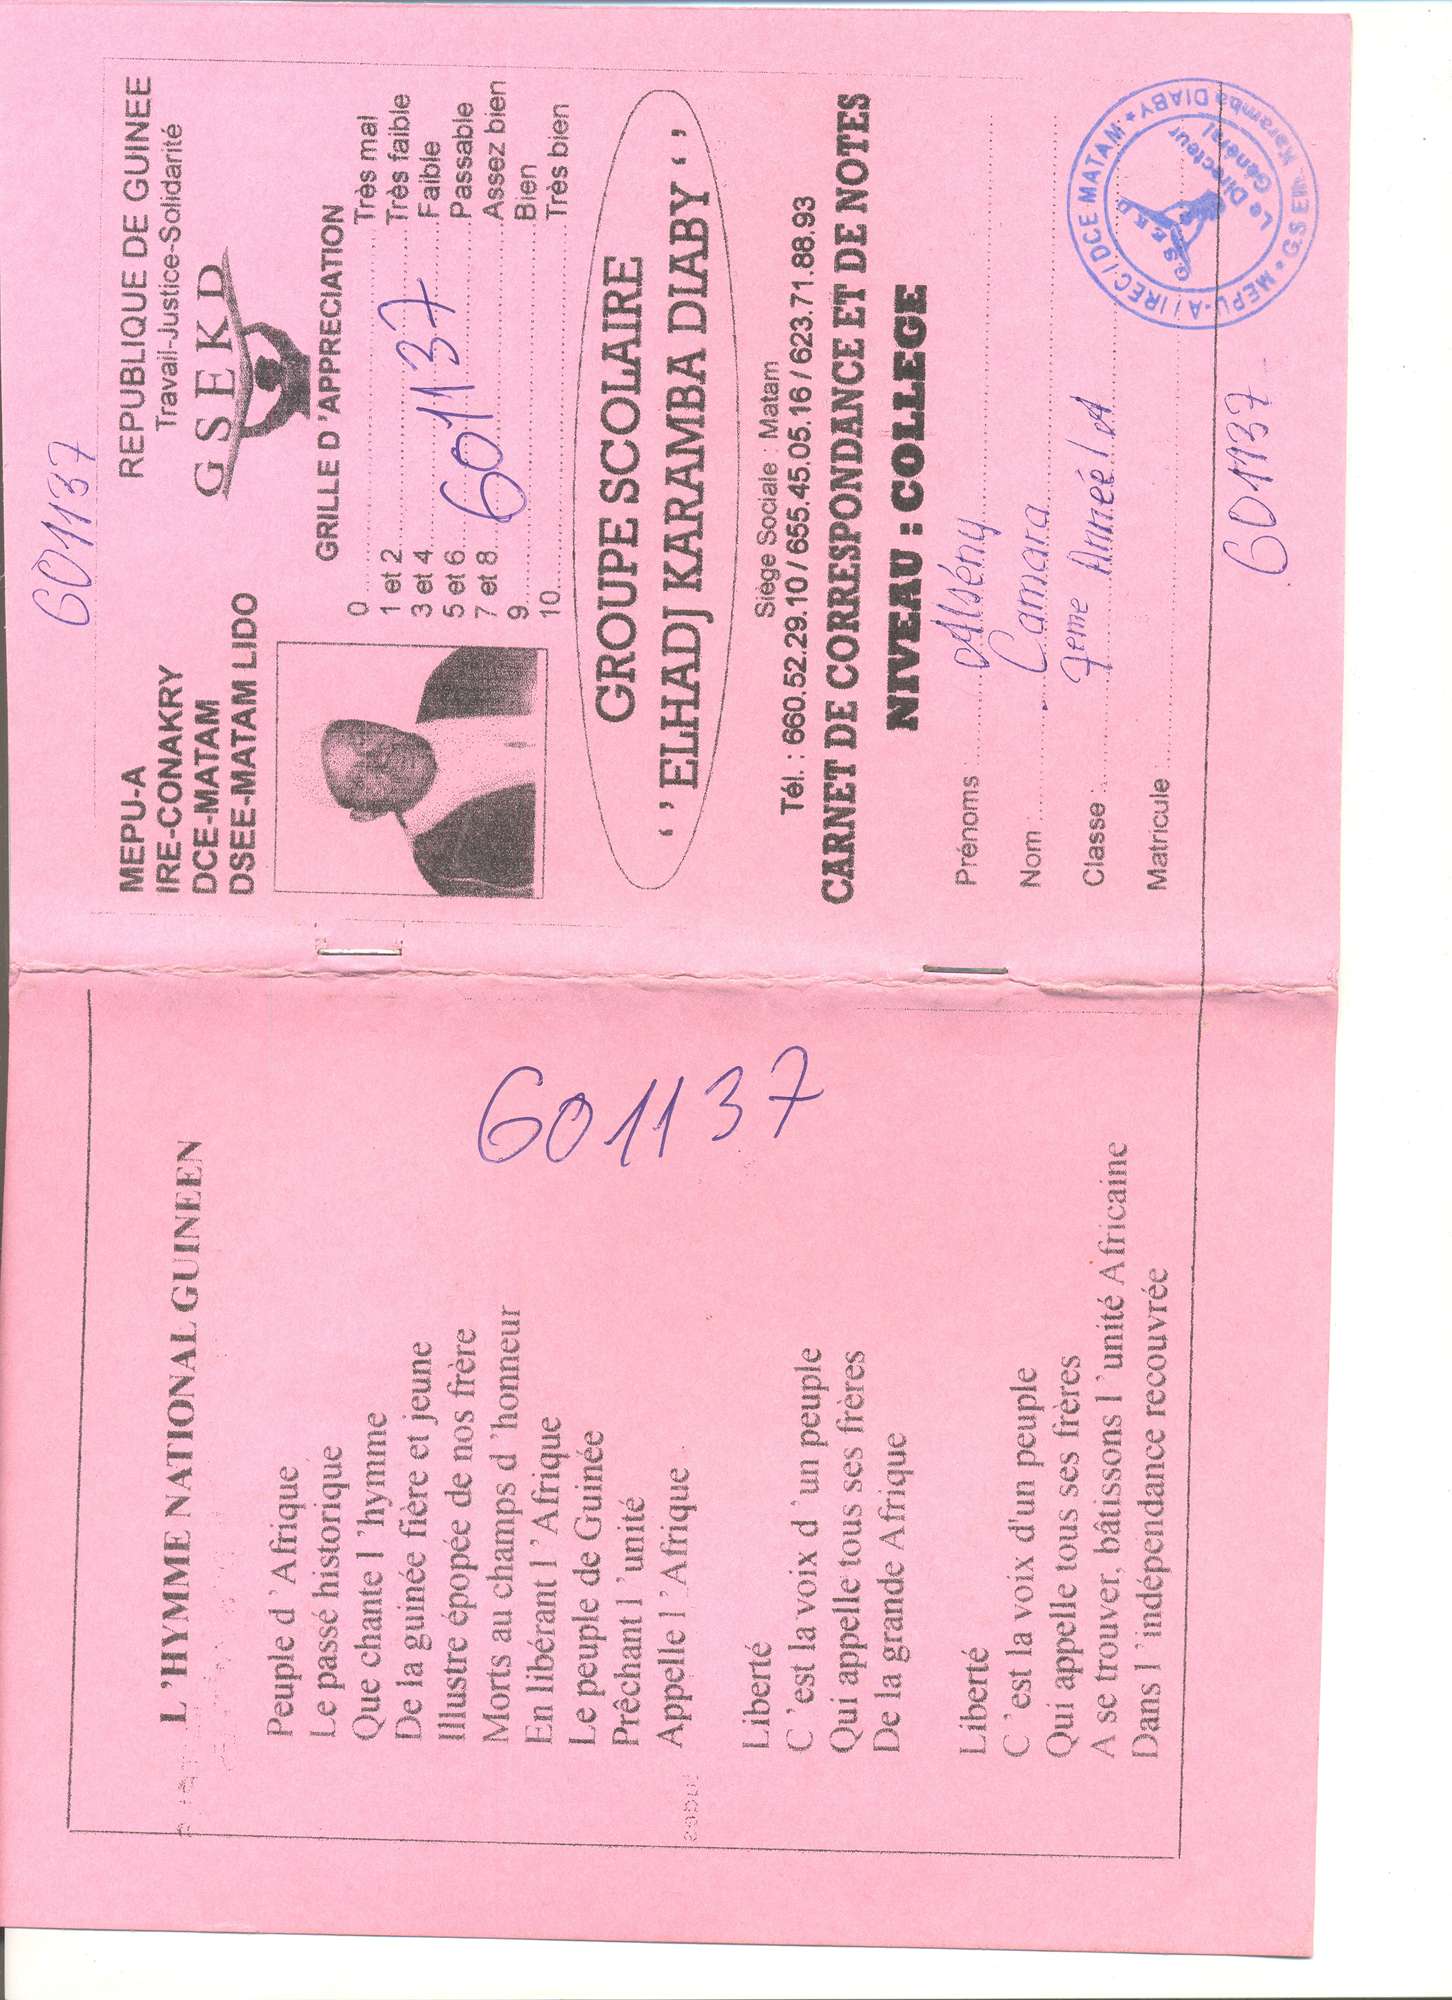 601137
MEPU-A
IRE-CONAKRY
DCE-MATAM
DSEE-MATAM LIDO
REPUBLIQUE DE GUINEE
Travail-Justice-Solidarité
G S E K D
GRILLE D 'APPRECIATION
0..........Très mal
1 et 2..........Très faible
3 et 4..........Faible
5 et 6..........Passable
7 et 8..........Assez bien
9..........Bien
10..........Très bien
601137
GROUPE SCOLAIRE
‘ ’ ELHADJ KARAMBA DIABY ‘ ’
Siège Sociale : Matam
Tél. : 660.52.29.10 / 655.45.05.16 / 623.71.88.93
CARNET DE CORRESPONDANCE ET DE NOTES
NIVEAU : COLLEGE
Prénoms Alsény
Nom : Camara
Classe : 7eme Année / A
Matricule :
MEPU-A / IREC / DCE MATAM * G.S Elh. Karamba DIABY *
G.S.E.K.D
Le Directeur
Général
601137
L 'HYMME NATIONAL GUINEEN
601137
Peuple d 'Afrique
Le passé historique
Que chante l 'hymme
De la guinée fière et jeune
Illustre épopée de nos frère
Morts au champs d 'honneur
En libérant l 'Afrique
Le peuple de Guinée
Prêchant l 'unité
Appelle l 'Afrique
Liberté
C 'est la voix d 'un peuple
Qui appelle tous ses frères
De la grande Afrique
Liberté
C 'est la voix d'un peuple
Qui appelle tous ses frères
A se trouver, bâtissons l 'unité Africaine
Dans l 'indépendance recouvrée